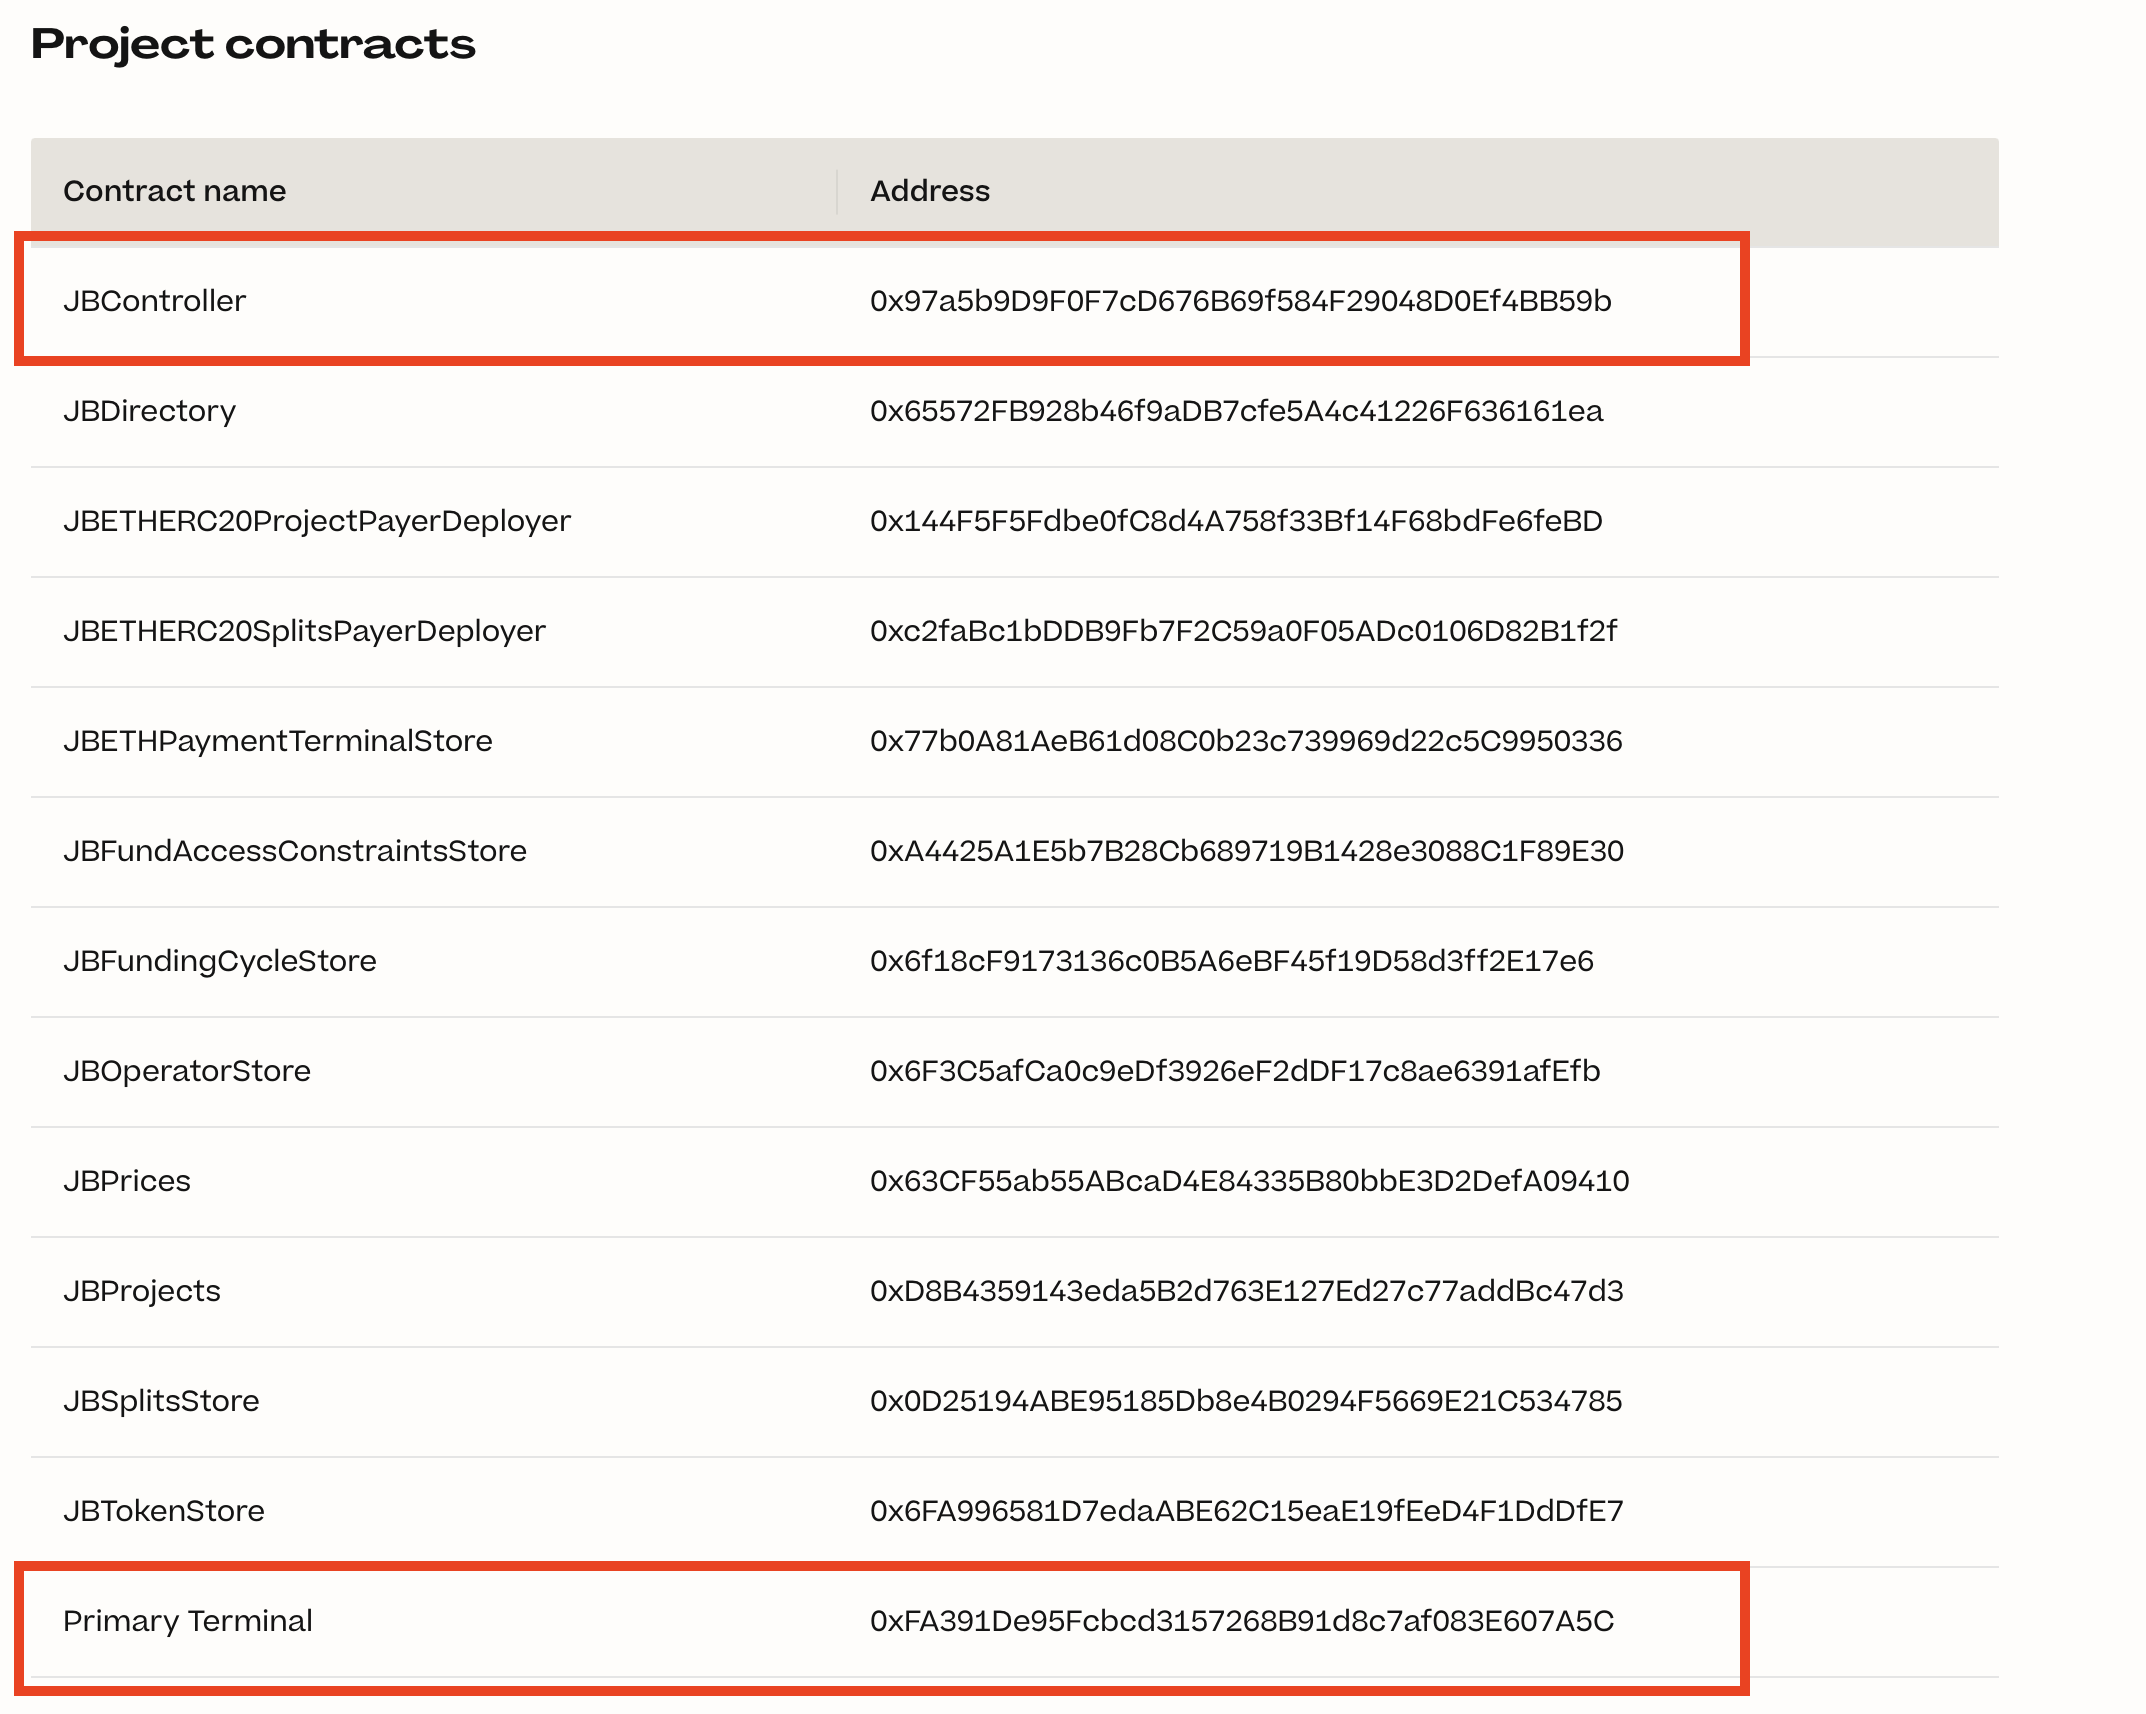 Project contracts
Contract name Address
JBController 0x97a5b9D9F0F7cD676B69f584F29048D0Ef4BB59b
JBDirectory 0x65572FB928b46f9aDB7cfe5A4c41226F636161ea
JBETHERC20ProjectPayerDeployer 0x144F5F5Fdbe0fC8d4A758f33Bf14F68bdFe6feBD
JBETHERC20SplitsPayerDeployer 0xc2faBc1bDDB9Fb7F2C59a0F05ADc0106D82B1f2f
JBETHPaymentTerminalStore 0x77b0A81AeB61d08C0b23c739969d22c5C9950336
JBFundAccessConstraintsStore 0xA4425A1E5b7B28Cb689719B1428e3088C1F89E30
JBFundingCycleStore 0x6f18cF9173136c0B5A6eBF45f19D58d3ff2E17e6
JBOperatorStore 0x6F3C5afCa0c9eDf3926eF2dDF17c8ae6391afEfb
JBPrices 0x63CF55ab55ABcaD4E84335B80bbE3D2DefA09410
JBProjects 0xD8B4359143eda5B2d763E127Ed27c77addBc47d3
JBSplitsStore 0x0D25194ABE95185Db8e4B0294F5669E21C534785
JBTokenStore 0x6FA996581D7edaABE62C15eaE19fEeD4F1DdDfE7
Primary Terminal 0xFA391De95Fcbcd3157268B91d8c7af083E607A5C